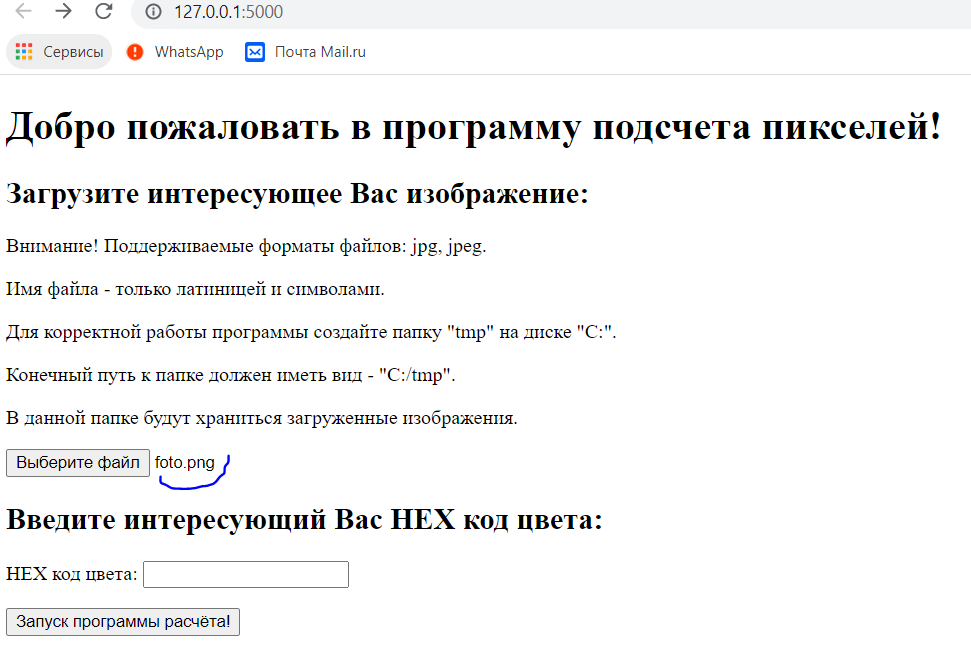 127.0.0.1:5000
Сервисы WhatsApp Почта Mail.ru
Добро пожаловать в программу подсчета пикселей!
Загрузите интересующее Вас изображение:
Внимание! Поддерживаемые форматы файлов: jpg, jpeg.
Имя файла - только латиницей и символами.
Для корректной работы программы создайте папку "tmp" на диске "C:".
Конечный путь к папке должен иметь вид - "C:/tmp".
В данной папке будут храниться загруженные изображения.
Выберите файл foto.png
Введите интересующий Вас HEX код цвета:
HEX код цвета:
Запуск программы расчёта!